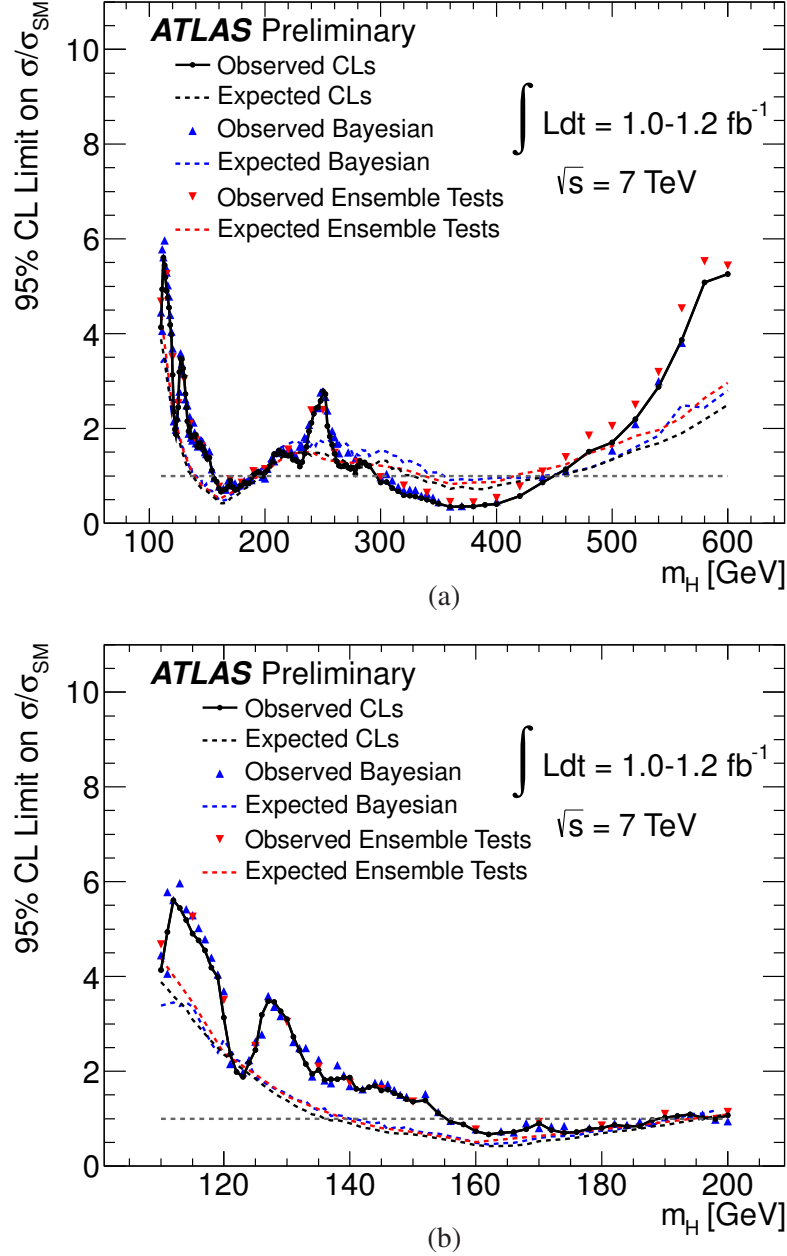 ATLAS Preliminary
Observed CLs
Expected CLs
Observed Bayesian
Expected Bayesian
Observed Ensemble Tests
Expected Ensemble Tests
∫ Ldt = 1.0-1.2 fb⁻¹
√s = 7 TeV
95% CL Limit on σ/σ_SM
0 2 4 6 8 10
100 200 300 400 500 600
m_H [GeV]
(a)
ATLAS Preliminary
Observed CLs
Expected CLs
Observed Bayesian
Expected Bayesian
Observed Ensemble Tests
Expected Ensemble Tests
∫ Ldt = 1.0-1.2 fb⁻¹
√s = 7 TeV
95% CL Limit on σ/σ_SM
0 2 4 6 8 10
120 140 160 180 200
m_H [GeV]
(b)